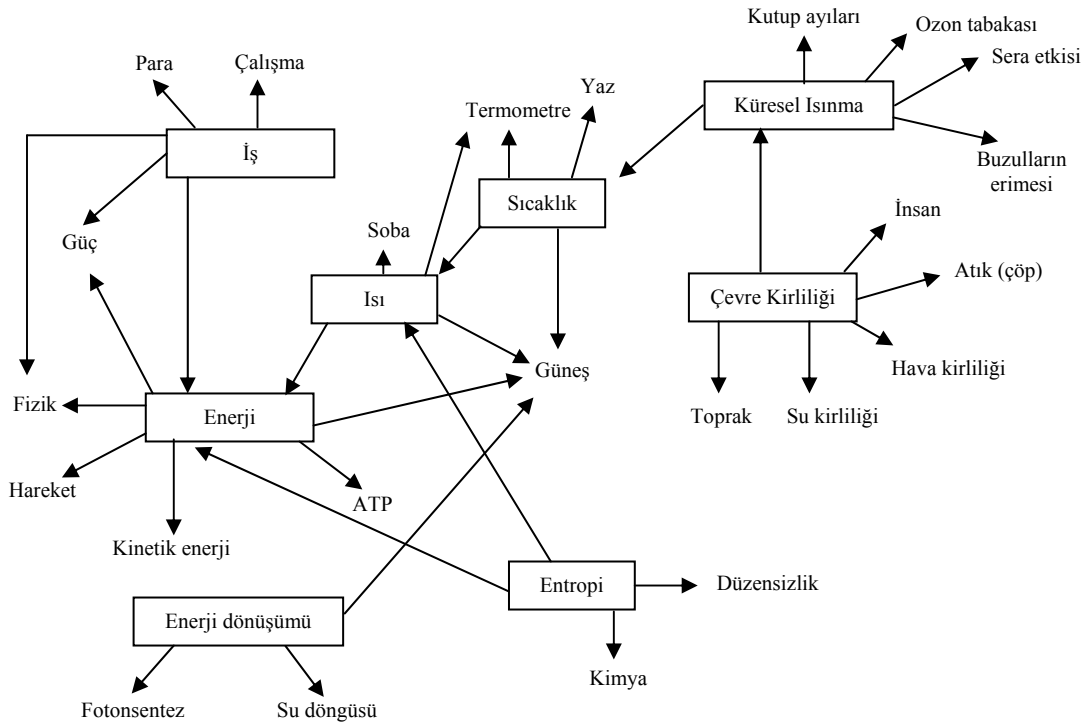 Kutup ayıları
Ozon tabakası
Para
Çalışma
Sera etkisi
Yaz
Termometre
Küresel Isınma
İş
Buzulların
erimesi
Sıcaklık
İnsan
Güç
Soba
Atık (çöp)
Isı
Çevre Kirliliği
Hava kirliliği
Güneş
Fizik
Enerji
Toprak
Su kirliliği
Hareket
ATP
Kinetik enerji
Entropi
Düzensizlik
Enerji dönüşümü
Kimya
Fotonsentez
Su döngüsü